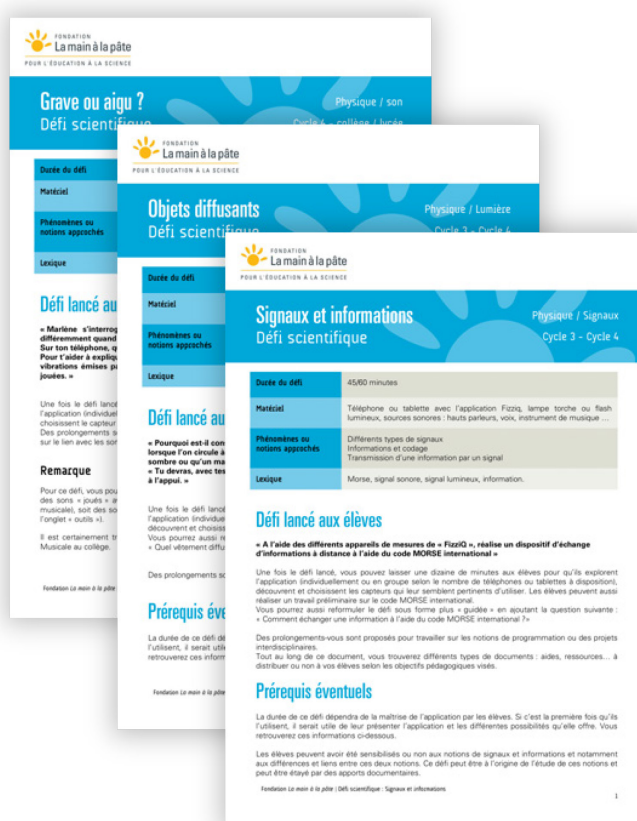 FONDATION
La main à la pâte
POUR L'ÉDUCATION À LA SCIENCE
Grave ou aigu ?
Défi scientifique
Physique / son
Cycle 4 - collège / lycée
Durée du défi
Matériel
Phénomènes ou
notions approchés
Lexique
Défi lancé au
« Marlène s'interrog
différemment quand
Sur ton téléphone, q
Pour t'aider à expliqu
vibrations émises pa
jouées. »
Une fois le défi lancé
l'application (individuel
choisissent le capteur
Des prolongements s
sur le lien avec les sor
Remarque
Pour ce défi, vous pou
des sons « joués » a
musicale), soit des so
l'onglet « outils »).
Il est certainement tr
Musicale au collège.
Fondation La main à la pâte
FONDATION
La main à la pâte
POUR L'ÉDUCATION À LA SCIENCE
Objets diffusants
Défi scientifique
Physique / Lumière
Cycle 3 - Cycle 4
Durée du défi
Matériel
Phénomènes ou
notions approchés
Lexique
Défi lancé au
« Pourquoi est-il con
lorsque l'on circule à
sombre ou qu'un ma
« Tu devras, avec tes
à l'appui. »
Une fois le défi lancé
l'application (individue
découvrent et choisiss
Vous pourrez aussi re
« Quel vêtement diffu
Des prolongements so
Prérequis éve
La durée de ce défi dé
l'utilisent, il serait utile
retrouverez ces inform
Fondation La main à la pâte
FONDATION
La main à la pâte
POUR L'ÉDUCATION À LA SCIENCE
Signaux et informations
Défi scientifique
Physique / Signaux
Cycle 3 - Cycle 4
Durée du défi 45/60 minutes
Matériel Téléphone ou tablette avec l'application Fizziq, lampe torche ou flash
lumineux, sources sonores : hauts parleurs, voix, instrument de musique ...
Phénomènes ou Différents types de signaux
notions approchés Informations et codage
Transmission d'une information par un signal
Lexique Morse, signal sonore, signal lumineux, information.
Défi lancé aux élèves
« A l'aide des différents appareils de mesures de « FizziQ », réalise un dispositif d'échange
d'informations à distance à l'aide du code MORSE international »
Une fois le défi lancé, vous pouvez laisser une dizaine de minutes aux élèves pour qu'ils explorent
l'application (individuellement ou en groupe selon le nombre de téléphones ou tablettes à disposition),
découvrent et choisissent les capteurs qui leur semblent pertinents d'utiliser. Les élèves peuvent aussi
réaliser un travail préliminaire sur le code MORSE international.
Vous pourrez aussi reformuler le défi sous forme plus « guidée » en ajoutant la question suivante :
« Comment échanger une information à l'aide du code MORSE international ?»
Des prolongements-vous sont proposés pour travailler sur les notions de programmation ou des projets
interdisciplinaires.
Tout au long de ce document, vous trouverez différents types de documents : aides, ressources... à
distribuer ou non à vos élèves selon les objectifs pédagogiques visés.
Prérequis éventuels
La durée de ce défi dépendra de la maîtrise de l'application par les élèves. Si c'est la première fois qu'ils
l'utilisent, il serait utile de leur présenter l'application et les différentes possibilités qu'elle offre. Vous
retrouverez ces informations ci-dessous.
Les élèves peuvent avoir été sensibilisés ou non aux notions de signaux et informations et notamment
aux différences et liens entre ces deux notions. Ce défi peut être à l'origine de l'étude de ces notions et
peut être étayé par des apports documentaires.
Fondation La main à la pâte | Défi scientifique : Signaux et informations
1